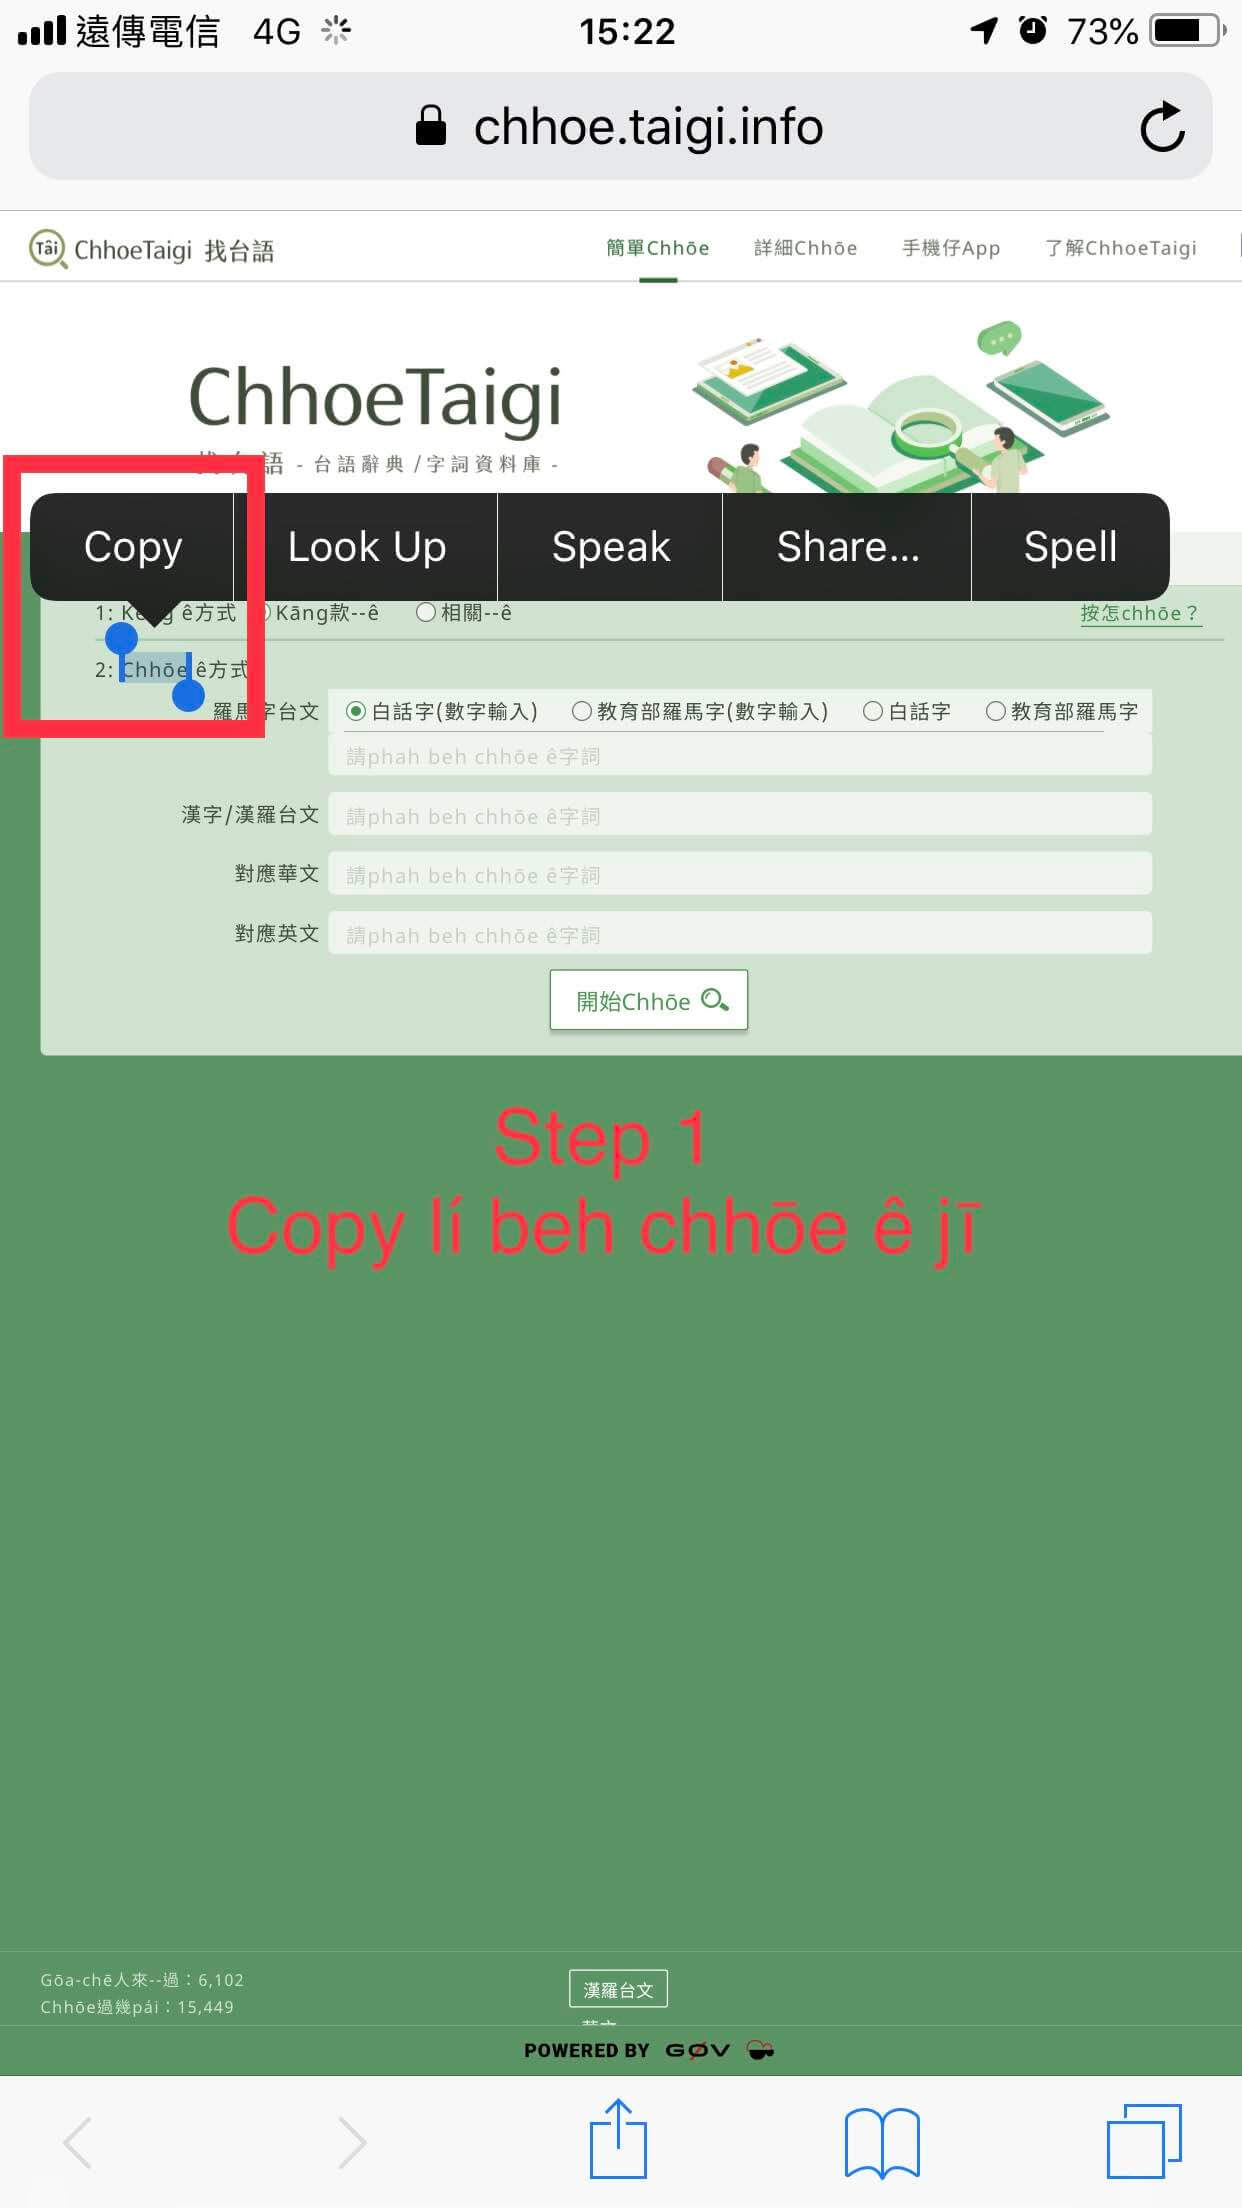 遠傳電信 4G 15:22 73%
chhoe.taigi.info
Tâi ChhoeTaigi 找台語 簡單Chhōe 詳細Chhōe 手機仔App 了解ChhoeTaigi
ChhoeTaigi
找台語 - 台語辭典 /字詞資料庫 -
Copy Look Up Speak Share... Spell
1: ê方式 Kāng款--ê 相關--ê 按怎chhōe？
2: Chhōe ê方式
羅馬字台文 白話字(數字輸入) 教育部羅馬字(數字輸入) 白話字 教育部羅馬字
請phah beh chhōe ê字詞
漢字/漢羅台文 請phah beh chhōe ê字詞
對應華文 請phah beh chhōe ê字詞
對應英文 請phah beh chhōe ê字詞
開始Chhōe
Step 1
Copy lí beh chhōe ê jī
Gōa-chē人來--過：6,102
Chhōe過幾pái：15,449
漢羅台文
POWERED BY G0V